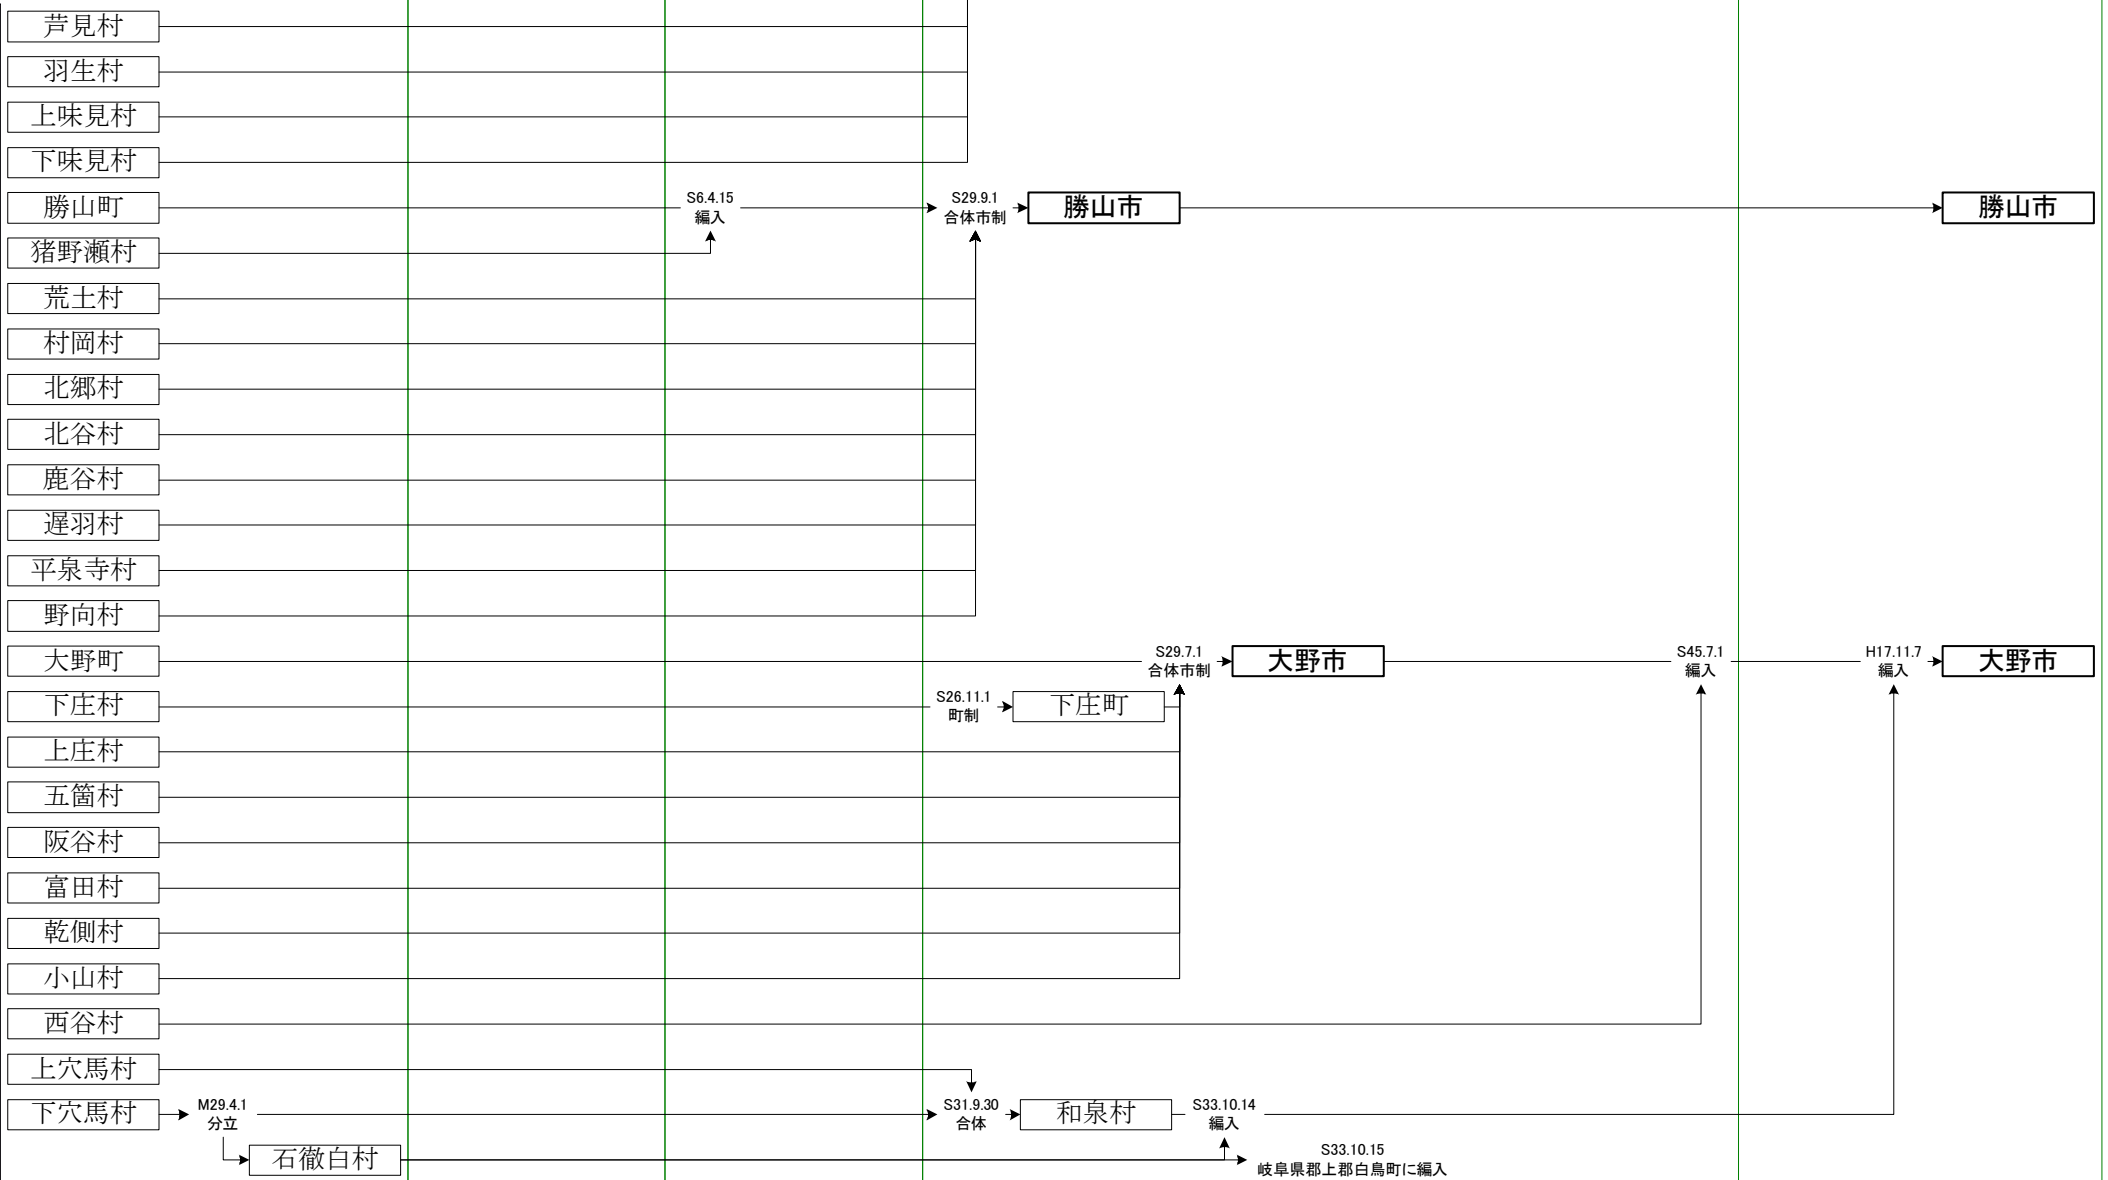 芦見村
羽生村
上味見村
下味見村
勝山町
S6.4.15
編入
S29.9.1
合体市制
勝山市
勝山市
猪野瀬村
荒土村
村岡村
北郷村
北谷村
鹿谷村
遅羽村
平泉寺村
野向村
大野町
S29.7.1
合体市制
大野市
S45.7.1
編入
H17.11.7
編入
大野市
下庄村
S26.11.1
町制
下庄町
上庄村
五箇村
阪谷村
富田村
乾側村
小山村
西谷村
上穴馬村
下穴馬村
M29.4.1
分立
S31.9.30
合体
和泉村
S33.10.14
編入
石徹白村
S33.10.15
岐阜県郡上郡白鳥町に編入